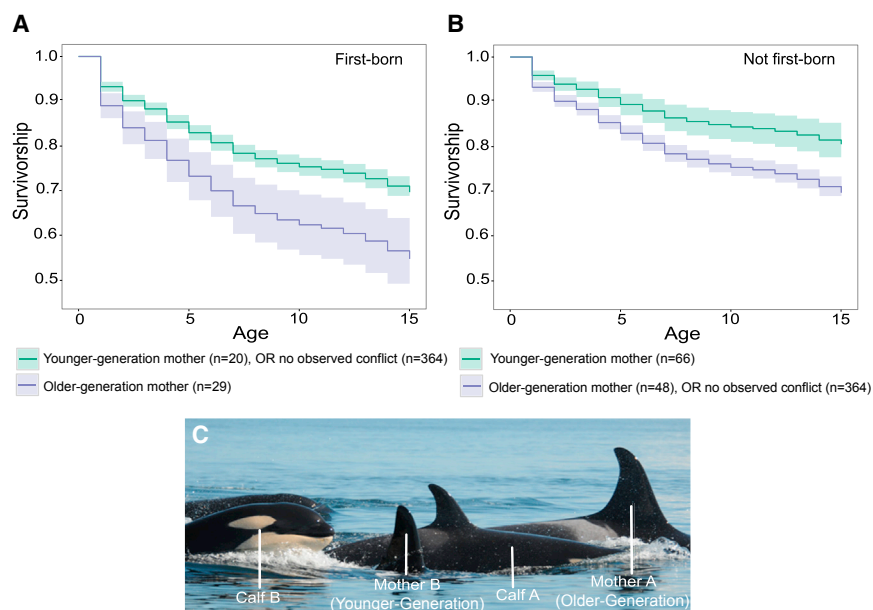 A
First-born
1.0
0.9
0.8
0.7
0.6
0.5
Survivorship
0
5
10
15
Age
Younger-generation mother (n=20), OR no observed conflict (n=364)
Older-generation mother (n=29)
B
Not first-born
1.0
0.9
0.8
0.7
0.6
0.5
Survivorship
0
5
10
15
Age
Younger-generation mother (n=66)
Older-generation mother (n=48), OR no observed conflict (n=364)
C
Calf B
Mother B
(Younger-Generation)
Calf A
Mother A
(Older-Generation)